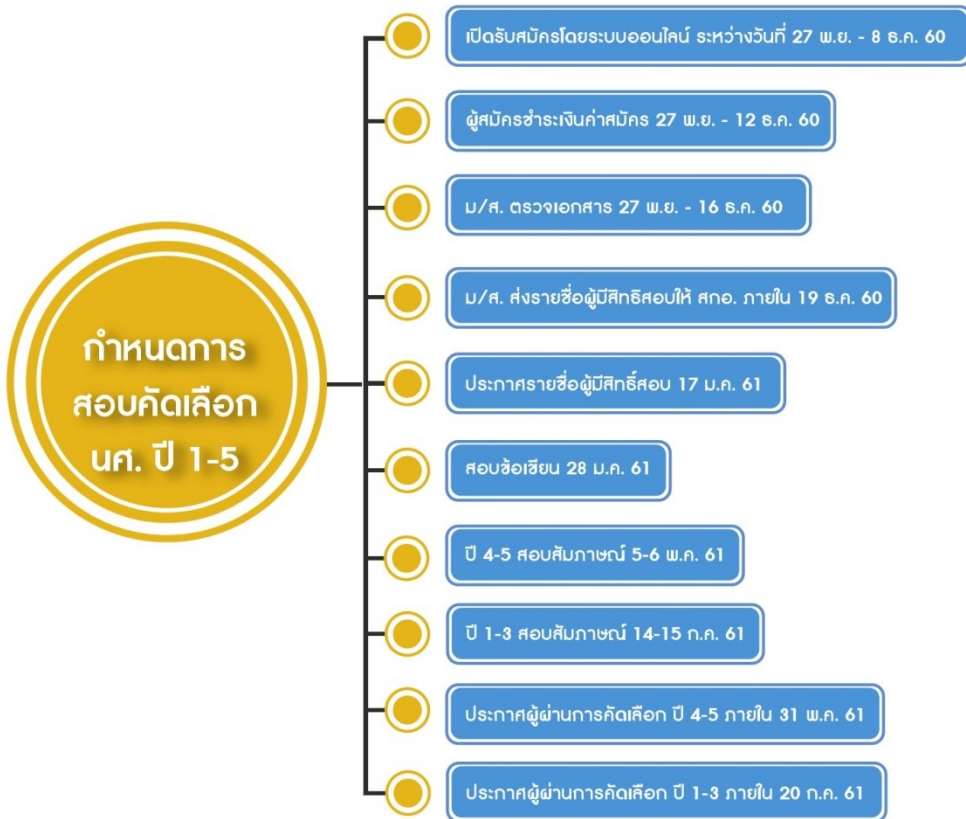 กำหนดการ
สอบคัดเลือก
นศ. ปี 1-5
เปิดรับสมัครโดยระบบออนไลน์ ระหว่างวันที่ 27 พ.ย. - 8 ธ.ค. 60
ผู้สมัครชำระเงินค่าสมัคร 27 พ.ย. - 12 ธ.ค. 60
ม/ส. ตรวจเอกสาร 27 พ.ย. - 16 ธ.ค. 60
ม/ส. ส่งรายชื่อผู้มีสิทธิสอบให้ สกอ. ภายใน 19 ธ.ค. 60
ประกาศรายชื่อผู้มีสิทธิ์สอบ 17 ม.ค. 61
สอบข้อเขียน 28 ม.ค. 61
ปี 4-5 สอบสัมภาษณ์ 5-6 พ.ค. 61
ปี 1-3 สอบสัมภาษณ์ 14-15 ก.ค. 61
ประกาศผู้ผ่านการคัดเลือก ปี 4-5 ภายใน 31 พ.ค. 61
ประกาศผู้ผ่านการคัดเลือก ปี 1-3 ภายใน 20 ก.ค. 61